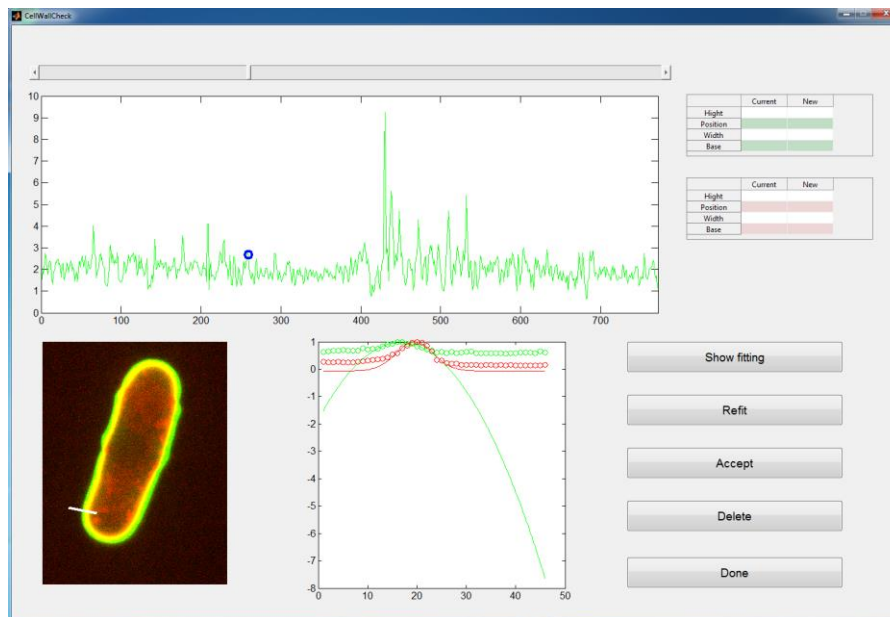 CellWallCheck
10
9
8
7
6
5
4
3
2
1
0
0 100 200 300 400 500 600 700
Current New
Hight
Position
Width
Base
Current New
Hight
Position
Width
Base
1
0
-1
-2
-3
-4
-5
-6
-7
-8
0 10 20 30 40 50
Show fitting
Refit
Accept
Delete
Done